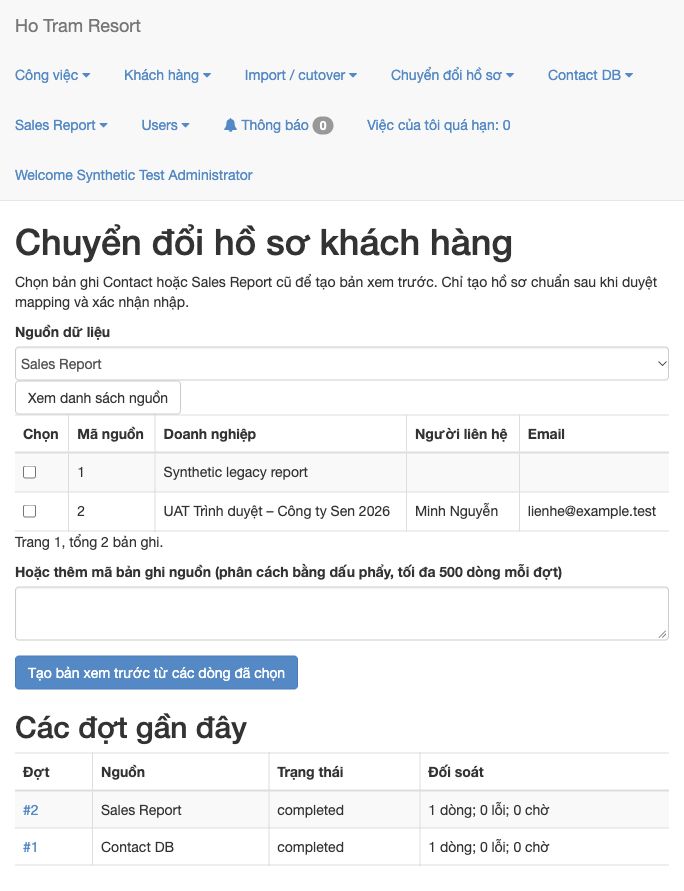 Ho Tram Resort
Công việc Khách hàng Import / cutover Chuyển đổi hồ sơ Contact DB
Sales Report Users Thông báo 0 Việc của tôi quá hạn: 0
Welcome Synthetic Test Administrator
Chuyển đổi hồ sơ khách hàng
Chọn bản ghi Contact hoặc Sales Report cũ để tạo bản xem trước. Chỉ tạo hồ sơ chuẩn sau khi duyệt
mapping và xác nhận nhập.
Nguồn dữ liệu
Sales Report
Xem danh sách nguồn
Chọn Mã nguồn Doanh nghiệp Người liên hệ Email
1 Synthetic legacy report
2 UAT Trình duyệt – Công ty Sen 2026 Minh Nguyễn lienhe@example.test
Trang 1, tổng 2 bản ghi.
Hoặc thêm mã bản ghi nguồn (phân cách bằng dấu phẩy, tối đa 500 dòng mỗi đợt)
Tạo bản xem trước từ các dòng đã chọn
Các đợt gần đây
Đợt Nguồn Trạng thái Đối soát
#2 Sales Report completed 1 dòng; 0 lỗi; 0 chờ
#1 Contact DB completed 1 dòng; 0 lỗi; 0 chờ